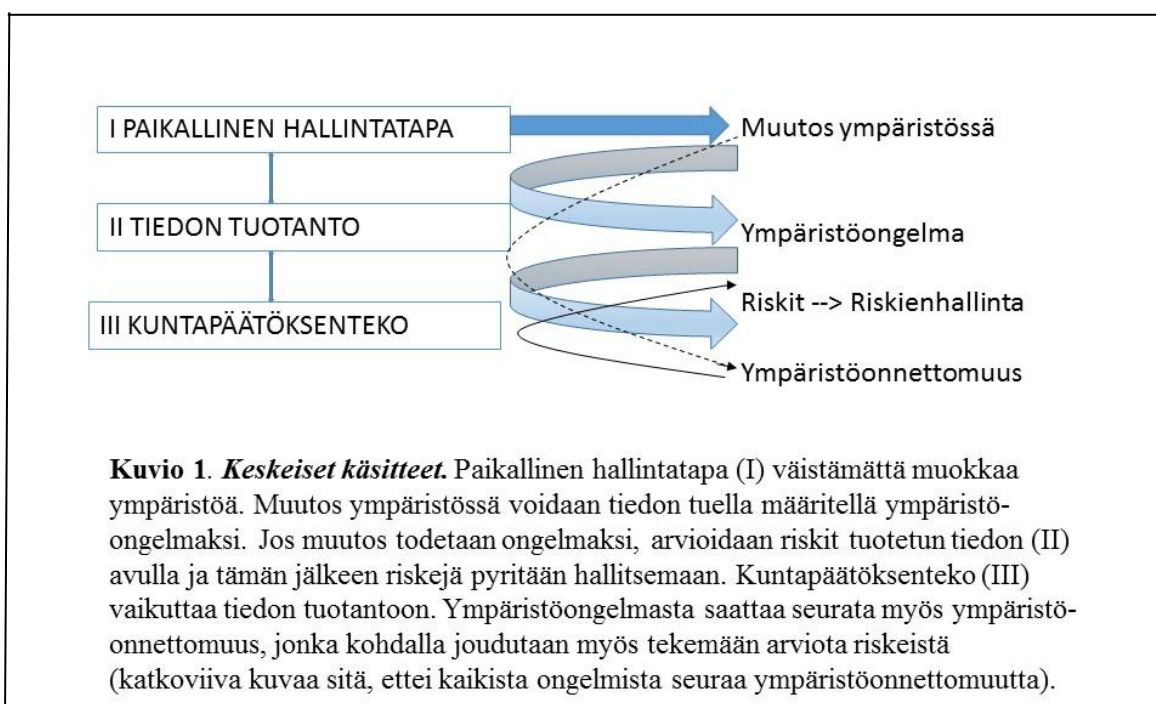 I PAIKALLINEN HALLINTATAPA
Muutos ympäristössä
II TIEDON TUOTANTO
Ympäristöongelma
III KUNTAPÄÄTÖKSENTEKO
Riskit --> Riskienhallinta
Ympäristöonnettomuus
Kuvio 1. Keskeiset käsitteet. Paikallinen hallintatapa (I) väistämättä muokkaa
ympäristöä. Muutos ympäristössä voidaan tiedon tuella määritellä ympäristö-
ongelmaksi. Jos muutos todetaan ongelmaksi, arvioidaan riskit tuotetun tiedon (II)
avulla ja tämän jälkeen riskejä pyritään hallitsemaan. Kuntapäätöksenteko (III)
vaikuttaa tiedon tuotantoon. Ympäristöongelmasta saattaa seurata myös ympäristö-
onnettomuus, jonka kohdalla joudutaan myös tekemään arviota riskeistä
(katkoviiva kuvaa sitä, ettei kaikista ongelmista seuraa ympäristöonnettomuutta).